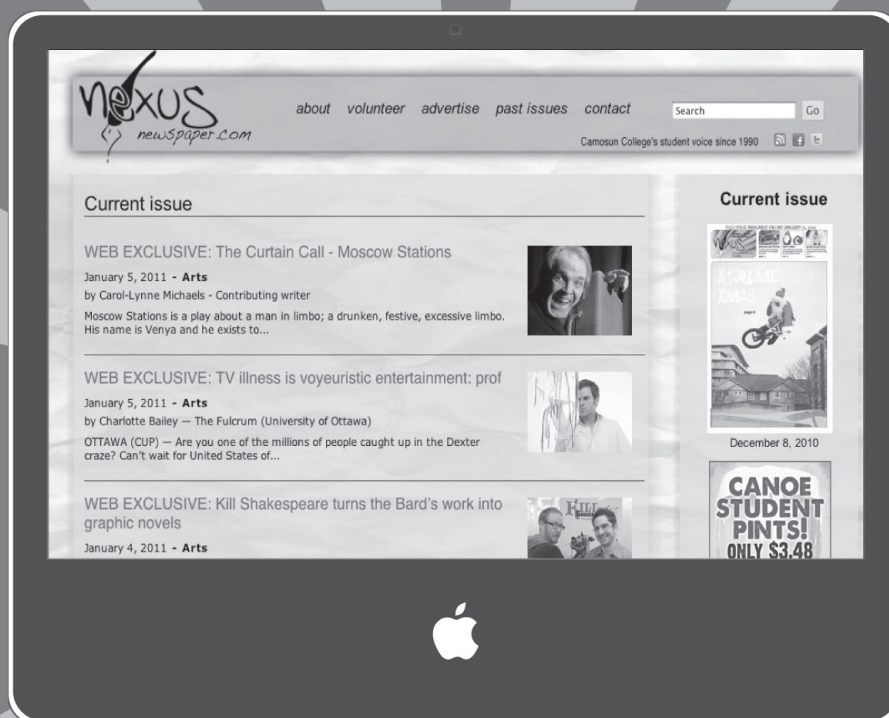 nexus
newspaper.com
about volunteer advertise past issues contact
Search
Go
Camosun College's student voice since 1990
Current issue
WEB EXCLUSIVE: The Curtain Call - Moscow Stations
January 5, 2011 - Arts
by Carol-Lynne Michaels - Contributing writer
Moscow Stations is a play about a man in limbo; a drunken, festive, excessive limbo.
His name is Venya and he exists to...
WEB EXCLUSIVE: TV illness is voyeuristic entertainment: prof
January 5, 2011 - Arts
by Charlotte Bailey — The Fulcrum (University of Ottawa)
OTTAWA (CUP) — Are you one of the millions of people caught up in the Dexter
craze? Can't wait for United States of...
WEB EXCLUSIVE: Kill Shakespeare turns the Bard's work into
graphic novels
January 4, 2011 - Arts
KILL
Current issue
nexus
X-TREME
XMAS
December 8, 2010
CANOE
STUDENT
PINTS!
ONLY $3.48